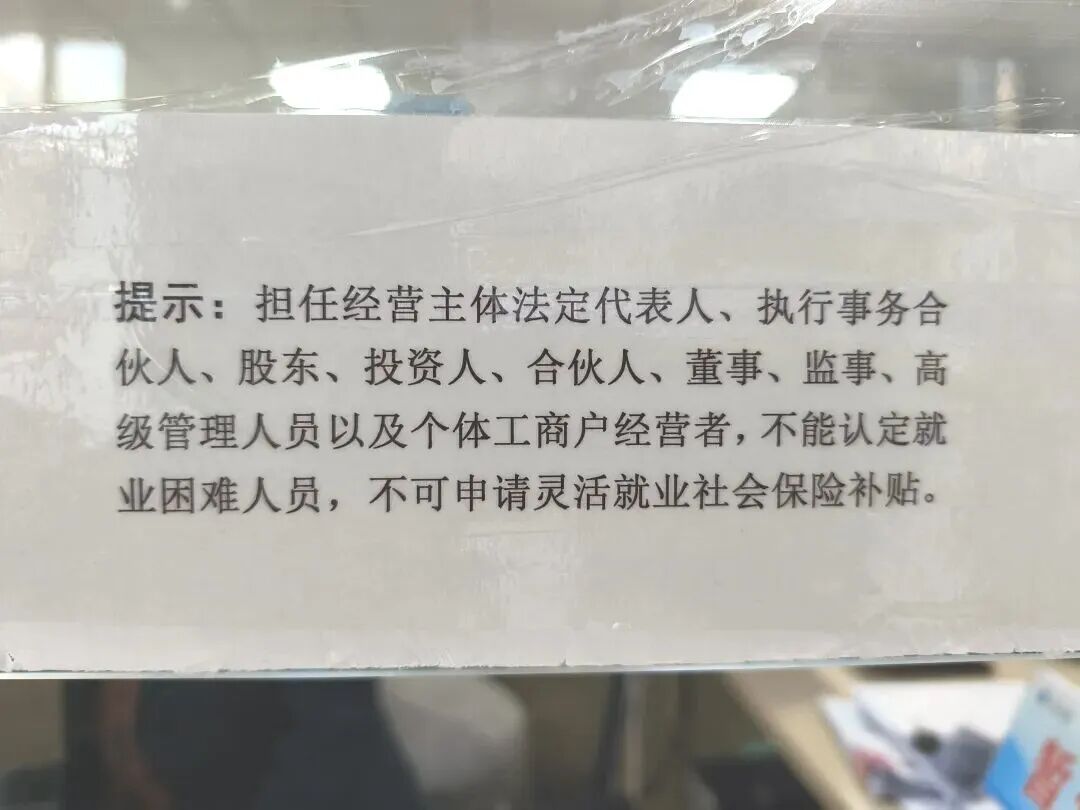 提示：担任经营主体法定代表人、执行事务合
伙人、股东、投资人、合伙人、董事、监事、高
级管理人员以及个体工商户经营者，不能认定就
业困难人员，不可申请灵活就业社会保险补贴。